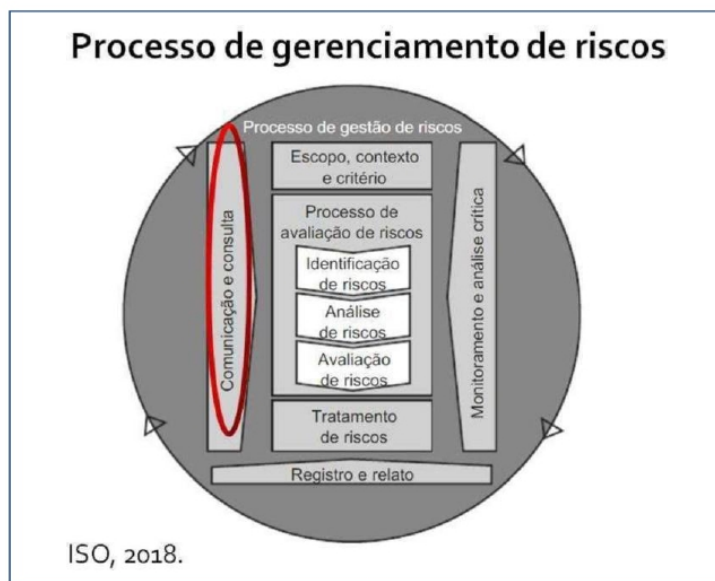 Processo de gerenciamento de riscos
Processo de gestão de riscos
Escopo, contexto
e critério
Processo de
avaliação de riscos
Identificação
de riscos
Análise
de riscos
Avaliação
de riscos
Tratamento
de riscos
Comunicação e consulta
Monitoramento e análise crítica
Registro e relato
ISO, 2018.